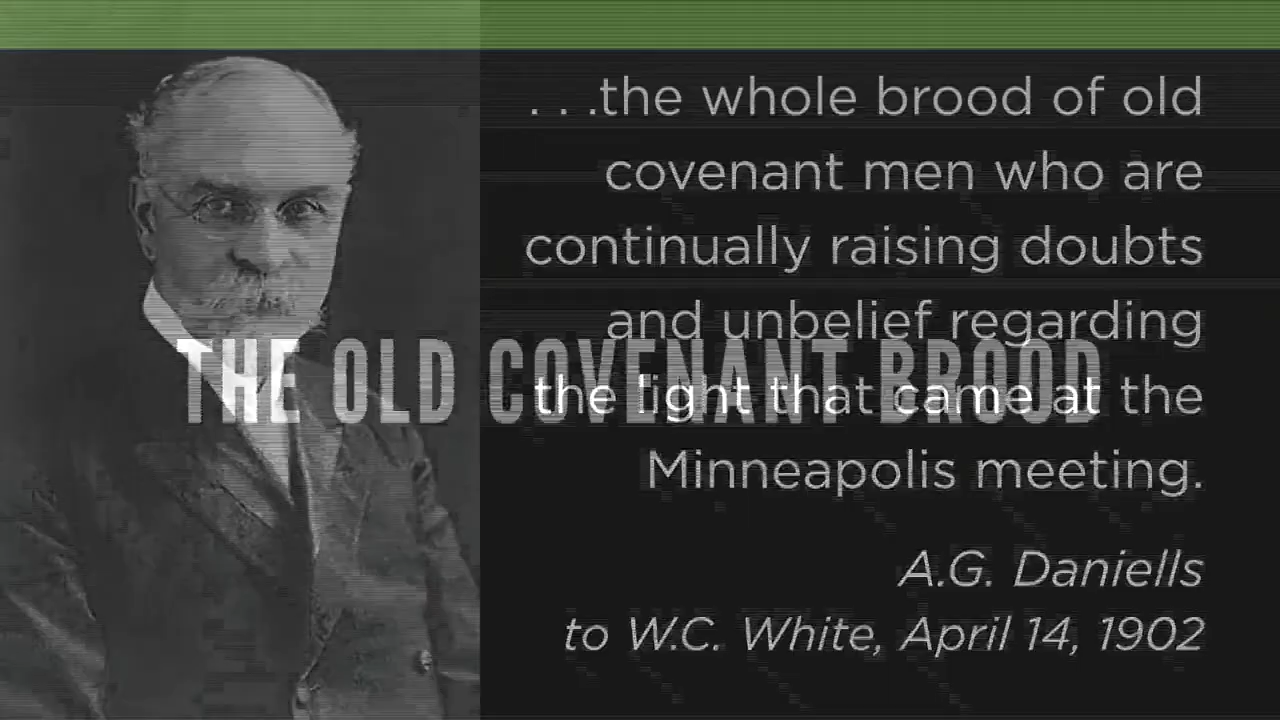 . . .the whole brood of old
covenant men who are
continually raising doubts
and unbelief regarding
THE OLD COVENANT BROOD
the light that came at the
Minneapolis meeting.
A.G. Daniells
to W.C. White, April 14, 1902